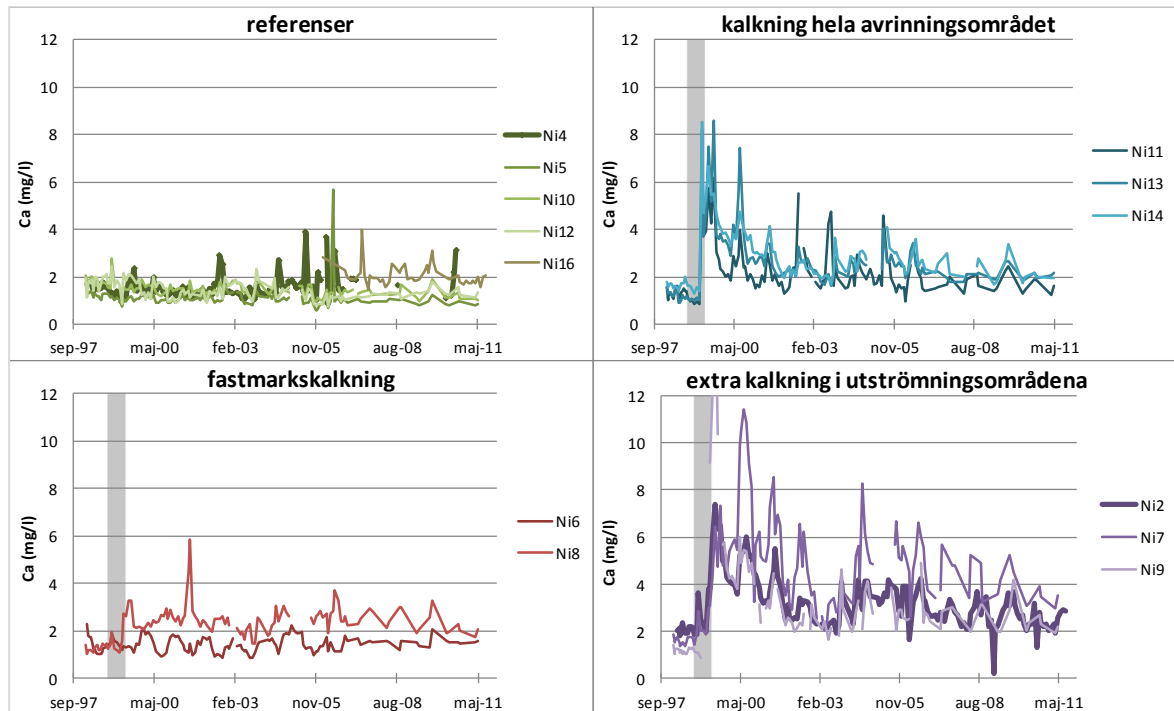 referenser
Ca (mg/l)
12
10
8
6
4
2
0
sep-97 maj-00 feb-03 nov-05 aug-08 maj-11
Ni4
Ni5
Ni10
Ni12
Ni16
kalkning hela avrinningsområdet
Ca (mg/l)
12
10
8
6
4
2
0
sep-97 maj-00 feb-03 nov-05 aug-08 maj-11
Ni11
Ni13
Ni14
fastmarkskalkning
Ca (mg/l)
12
10
8
6
4
2
0
sep-97 maj-00 feb-03 nov-05 aug-08 maj-11
Ni6
Ni8
extra kalkning i utströmningsområdena
Ca (mg/l)
12
10
8
6
4
2
0
sep-97 maj-00 feb-03 nov-05 aug-08 maj-11
Ni2
Ni7
Ni9